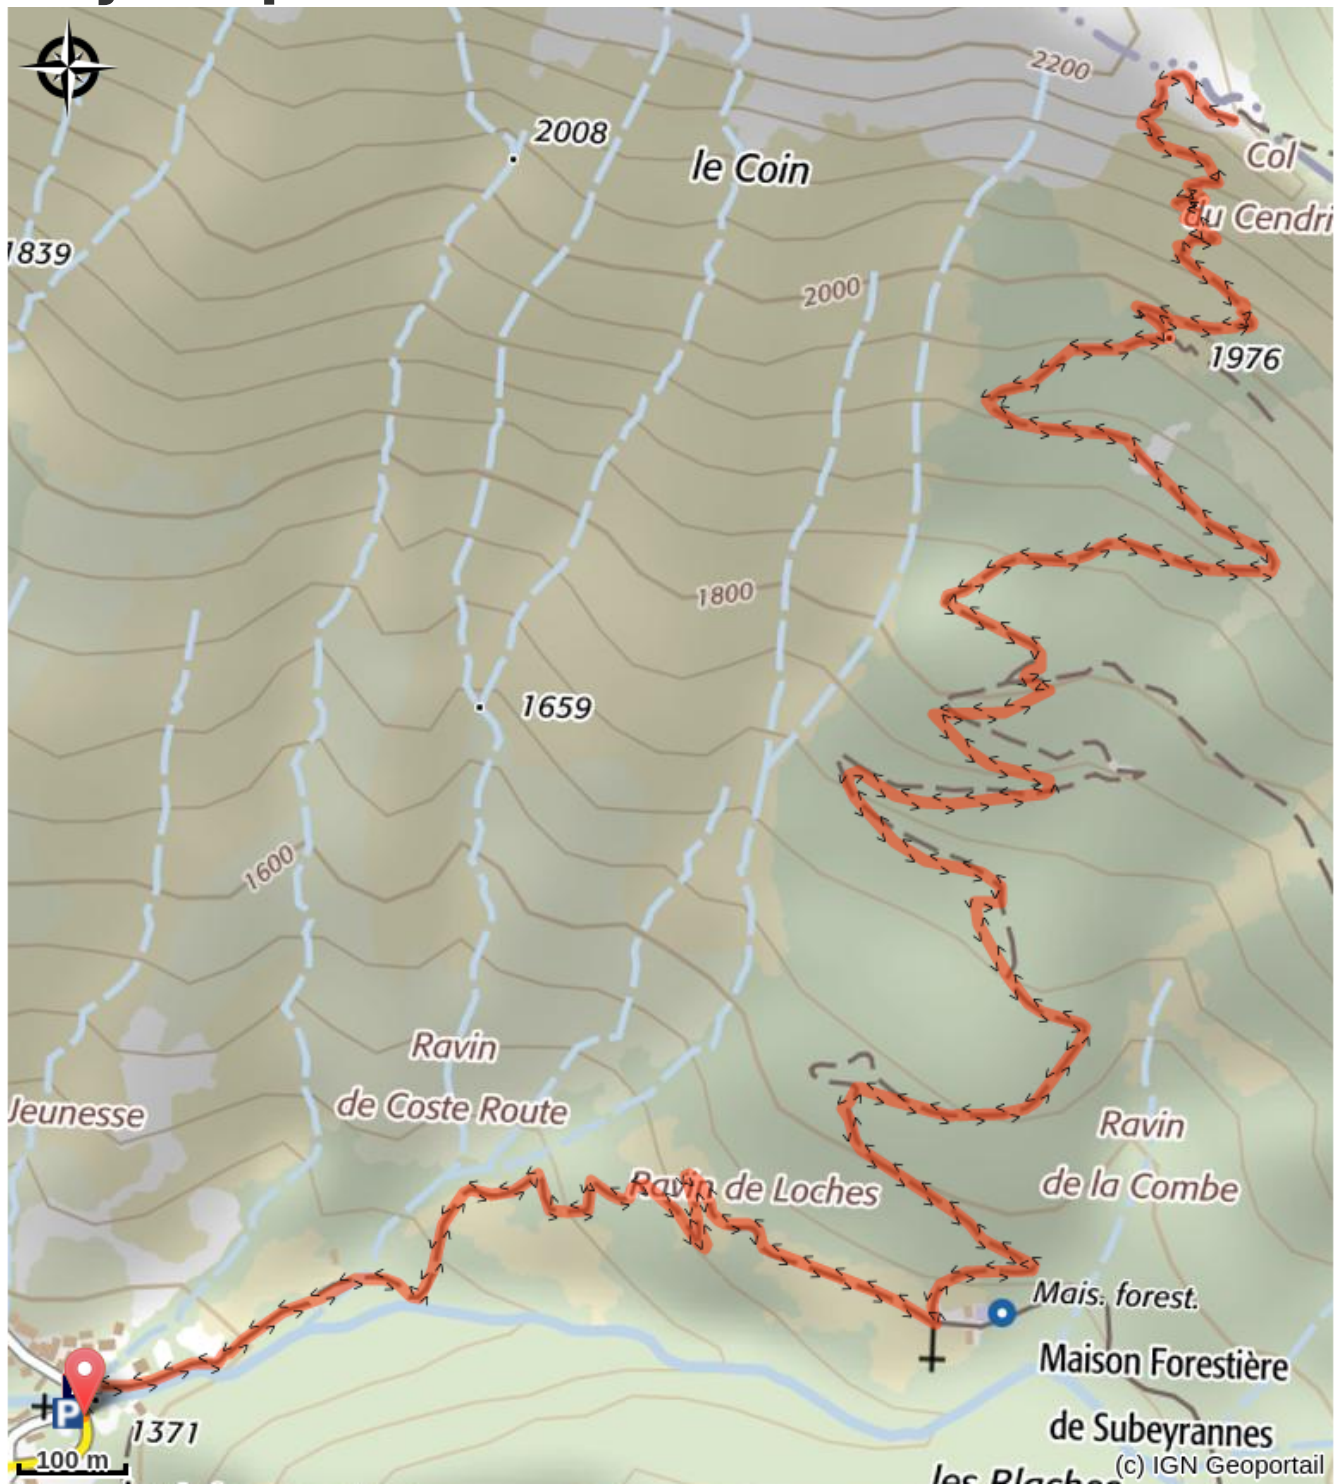 2200
2008
le Coin
Col
du Cendri
1839
2000
1976
1800
1659
1600
Ravin
de Coste Route
Jeunesse
Ravin
de la Combe
Ravin de Loches
Mais. forest.
Maison Forestière
de Subeyrannes
P
1371
100 m
(c) IGN Geoportail